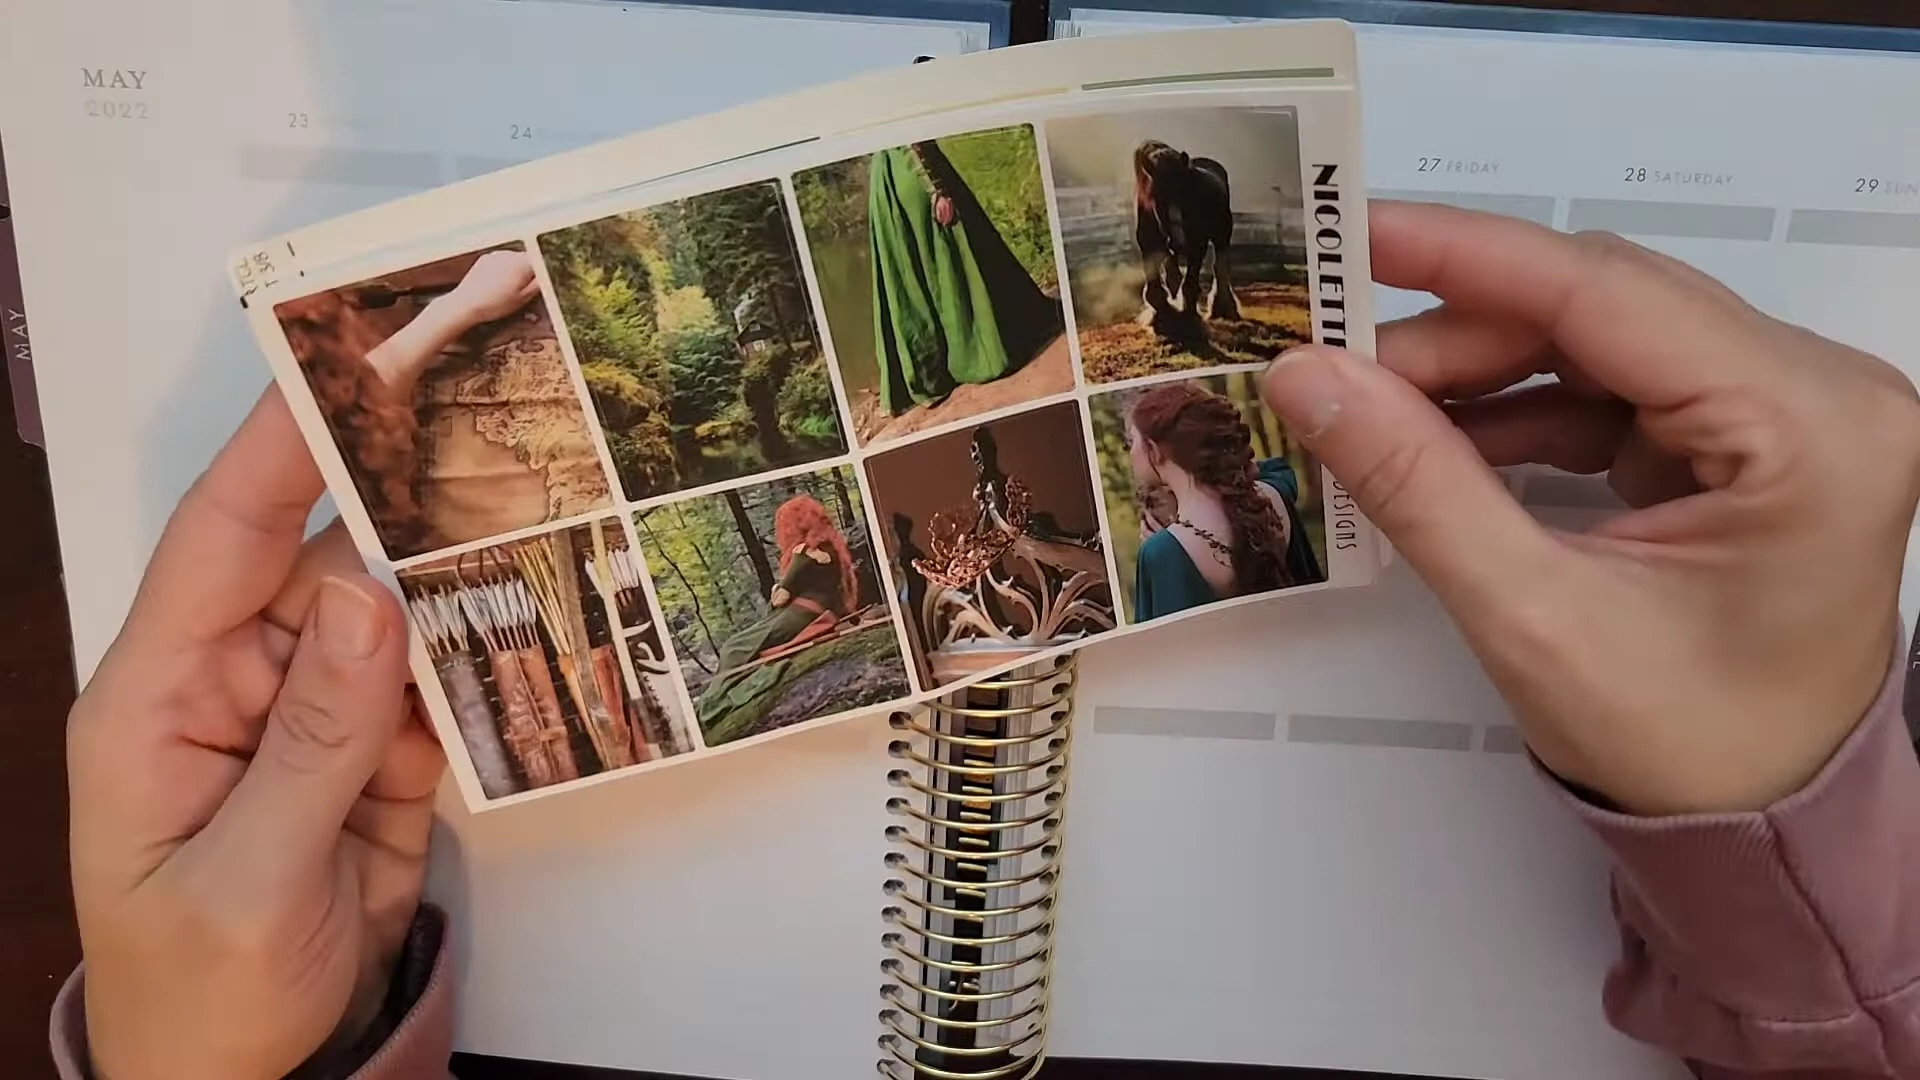 MAY
2022
23
24
27 FRIDAY
28 SATURDAY
29 SUN
MAY
NICOLETTE
DESIGNS